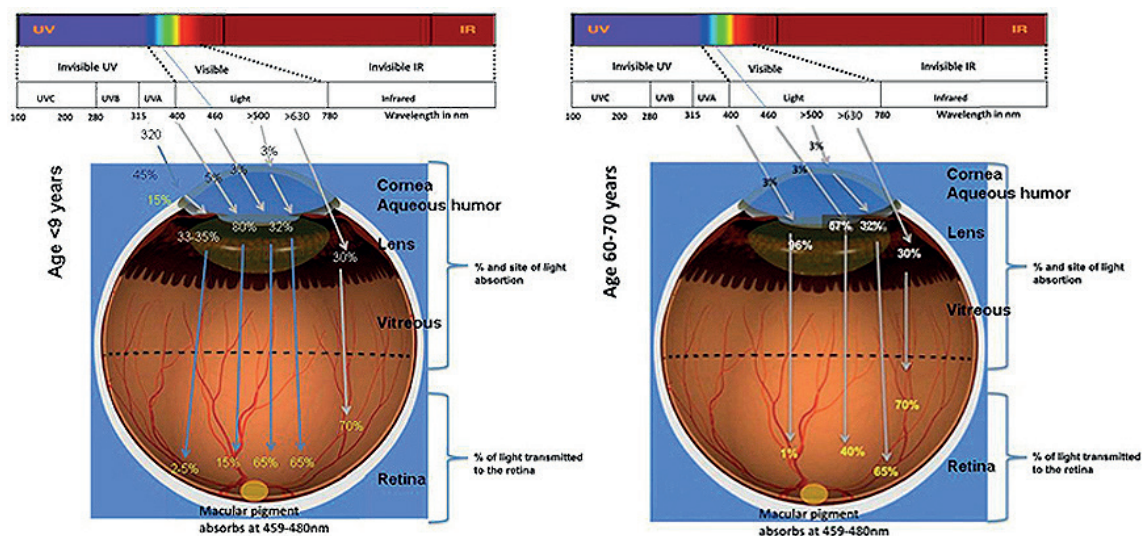 UV
IR
Invisible UV
Visible
Invisible IR
UVC
UVB
UVA
Light
Infrared
100
200
280
315
400
460
>500
>630
780
Wavelength in nm
320
3%
45%
5%
3%
15%
Cornea
Aqueous humor
33-35%
80%
32%
Lens
30%
Age <9 years
% and site of light
absortion
Vitreous
70%
2-5%
15%
65%
65%
% of light transmitted
to the retina
Retina
Macular pigment
absorbs at 459-480nm
UV
IR
Invisible UV
Visible
Invisible IR
UVC
UVB
UVA
Light
Infrared
100
200
280
315
400
460
>500
>630
780
Wavelength in nm
3%
3%
3%
Cornea
Aqueous humor
96%
57%
32%
Lens
30%
Age 60-70 years
% and site of light
absortion
Vitreous
70%
1%
40%
65%
% of light transmitted
to the retina
Retina
Macular pigment
absorbs at 459-480nm